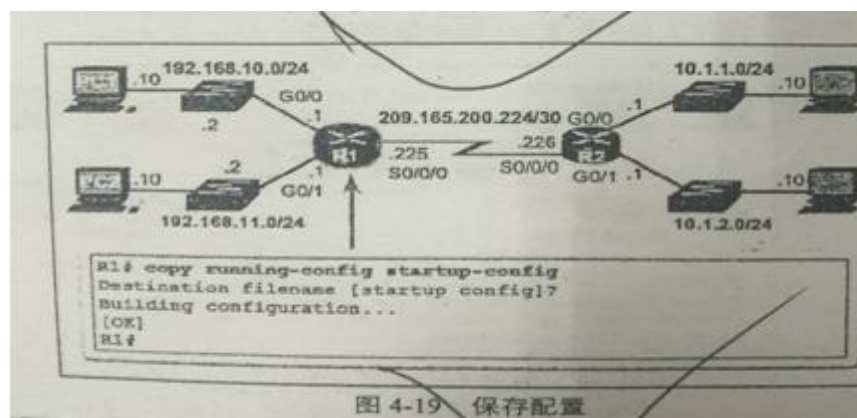 192.168.10.0/24
10.1.1.0/24
.10
G0/0
.1
.2
209.165.200.224/30
G0/0
.1
.10
R1
.225
S0/0/0
.226
S0/0/0
R2
.10
.2
.1
G0/1
G0/1
.1
.10
192.168.11.0/24
10.1.2.0/24
R1# copy running-config startup-config
Destination filename [startup config]?
Building configuration...
[OK]
R1#
图 4-19 保存配置